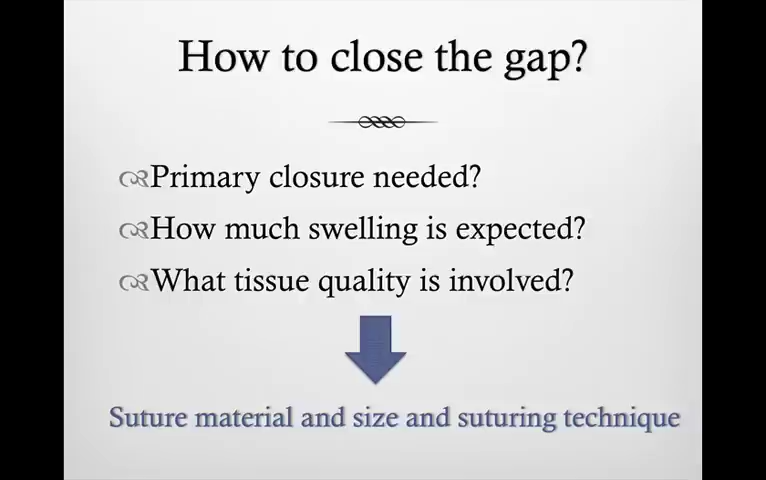 How to close the gap?
Primary closure needed?
How much swelling is expected?
What tissue quality is involved?
Suture material and size and suturing technique